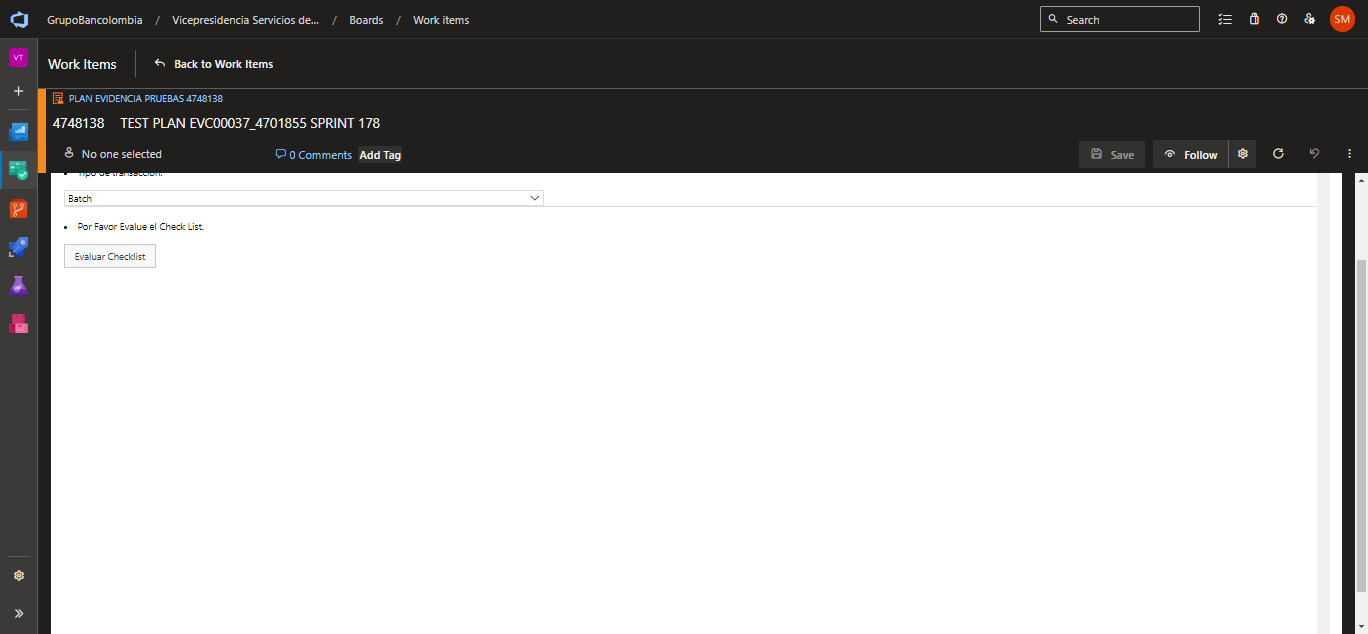 GrupoBancolombia / Vicepresidencia Servicios de... / Boards / Work items
Search
SM
VT
Work Items
Back to Work Items
PLAN EVIDENCIA PRUEBAS 4748138
4748138 TEST PLAN EVC00037_4701855 SPRINT 178
No one selected
0 Comments
Add Tag
Save
Follow
Tipo de transacción:
Batch
Por Favor Evalue el Check List.
Evaluar Checklist